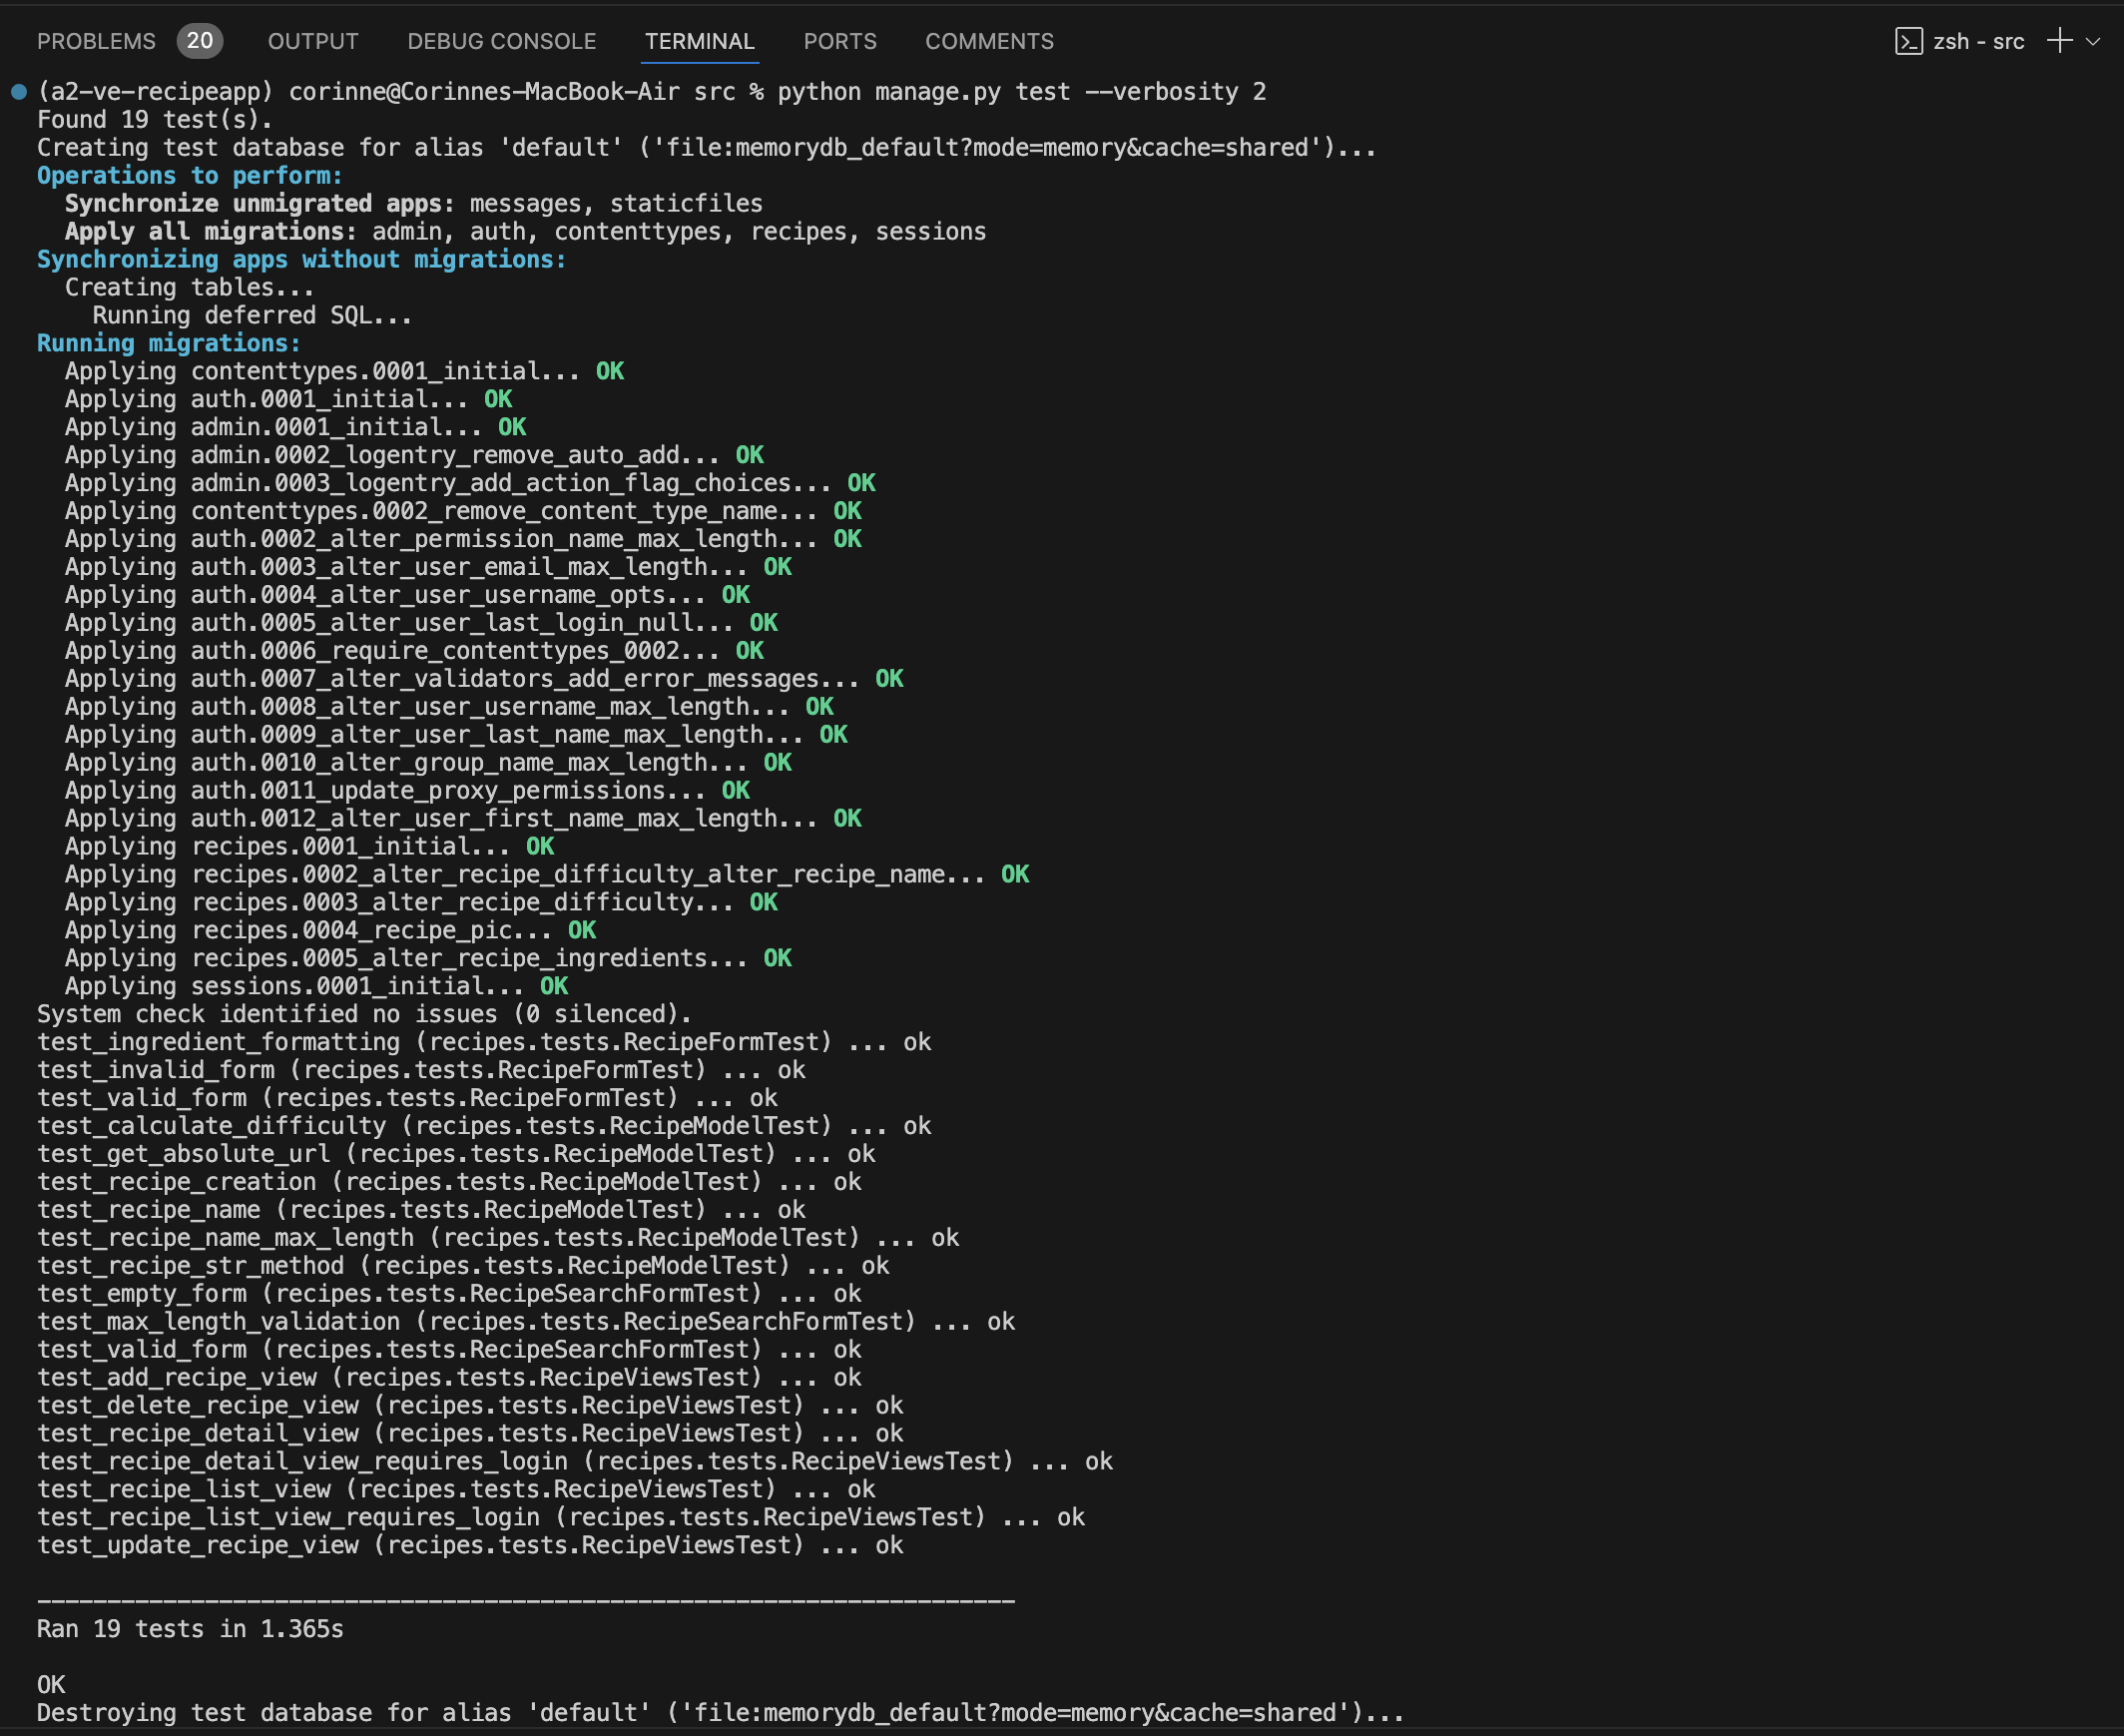 PROBLEMS 20 OUTPUT DEBUG CONSOLE TERMINAL PORTS COMMENTS zsh - src
(a2-ve-recipeapp) corinne@Corinnes-MacBook-Air src % python manage.py test --verbosity 2
Found 19 test(s).
Creating test database for alias 'default' ('file:memorydb_default?mode=memory&cache=shared')...
Operations to perform:
  Synchronize unmigrated apps: messages, staticfiles
  Apply all migrations: admin, auth, contenttypes, recipes, sessions
Synchronizing apps without migrations:
  Creating tables...
    Running deferred SQL...
Running migrations:
  Applying contenttypes.0001_initial... OK
  Applying auth.0001_initial... OK
  Applying admin.0001_initial... OK
  Applying admin.0002_logentry_remove_auto_add... OK
  Applying admin.0003_logentry_add_action_flag_choices... OK
  Applying contenttypes.0002_remove_content_type_name... OK
  Applying auth.0002_alter_permission_name_max_length... OK
  Applying auth.0003_alter_user_email_max_length... OK
  Applying auth.0004_alter_user_username_opts... OK
  Applying auth.0005_alter_user_last_login_null... OK
  Applying auth.0006_require_contenttypes_0002... OK
  Applying auth.0007_alter_validators_add_error_messages... OK
  Applying auth.0008_alter_user_username_max_length... OK
  Applying auth.0009_alter_user_last_name_max_length... OK
  Applying auth.0010_alter_group_name_max_length... OK
  Applying auth.0011_update_proxy_permissions... OK
  Applying auth.0012_alter_user_first_name_max_length... OK
  Applying recipes.0001_initial... OK
  Applying recipes.0002_alter_recipe_difficulty_alter_recipe_name... OK
  Applying recipes.0003_alter_recipe_difficulty... OK
  Applying recipes.0004_recipe_pic... OK
  Applying recipes.0005_alter_recipe_ingredients... OK
  Applying sessions.0001_initial... OK
System check identified no issues (0 silenced).
test_ingredient_formatting (recipes.tests.RecipeFormTest) ... ok
test_invalid_form (recipes.tests.RecipeFormTest) ... ok
test_valid_form (recipes.tests.RecipeFormTest) ... ok
test_calculate_difficulty (recipes.tests.RecipeModelTest) ... ok
test_get_absolute_url (recipes.tests.RecipeModelTest) ... ok
test_recipe_creation (recipes.tests.RecipeModelTest) ... ok
test_recipe_name (recipes.tests.RecipeModelTest) ... ok
test_recipe_name_max_length (recipes.tests.RecipeModelTest) ... ok
test_recipe_str_method (recipes.tests.RecipeModelTest) ... ok
test_empty_form (recipes.tests.RecipeSearchFormTest) ... ok
test_max_length_validation (recipes.tests.RecipeSearchFormTest) ... ok
test_valid_form (recipes.tests.RecipeSearchFormTest) ... ok
test_add_recipe_view (recipes.tests.RecipeViewsTest) ... ok
test_delete_recipe_view (recipes.tests.RecipeViewsTest) ... ok
test_recipe_detail_view (recipes.tests.RecipeViewsTest) ... ok
test_recipe_detail_view_requires_login (recipes.tests.RecipeViewsTest) ... ok
test_recipe_list_view (recipes.tests.RecipeViewsTest) ... ok
test_recipe_list_view_requires_login (recipes.tests.RecipeViewsTest) ... ok
test_update_recipe_view (recipes.tests.RecipeViewsTest) ... ok
----------------------------------------------------------------------
Ran 19 tests in 1.365s
OK
Destroying test database for alias 'default' ('file:memorydb_default?mode=memory&cache=shared')...